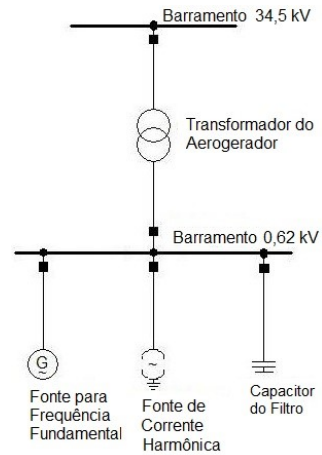 Barramento 34,5 kV
Transformador do
Aerogerador
Barramento 0,62 kV
G
~
~
Fonte para
Frequência
Fundamental
Fonte de
Corrente
Harmônica
Capacitor
do Filtro